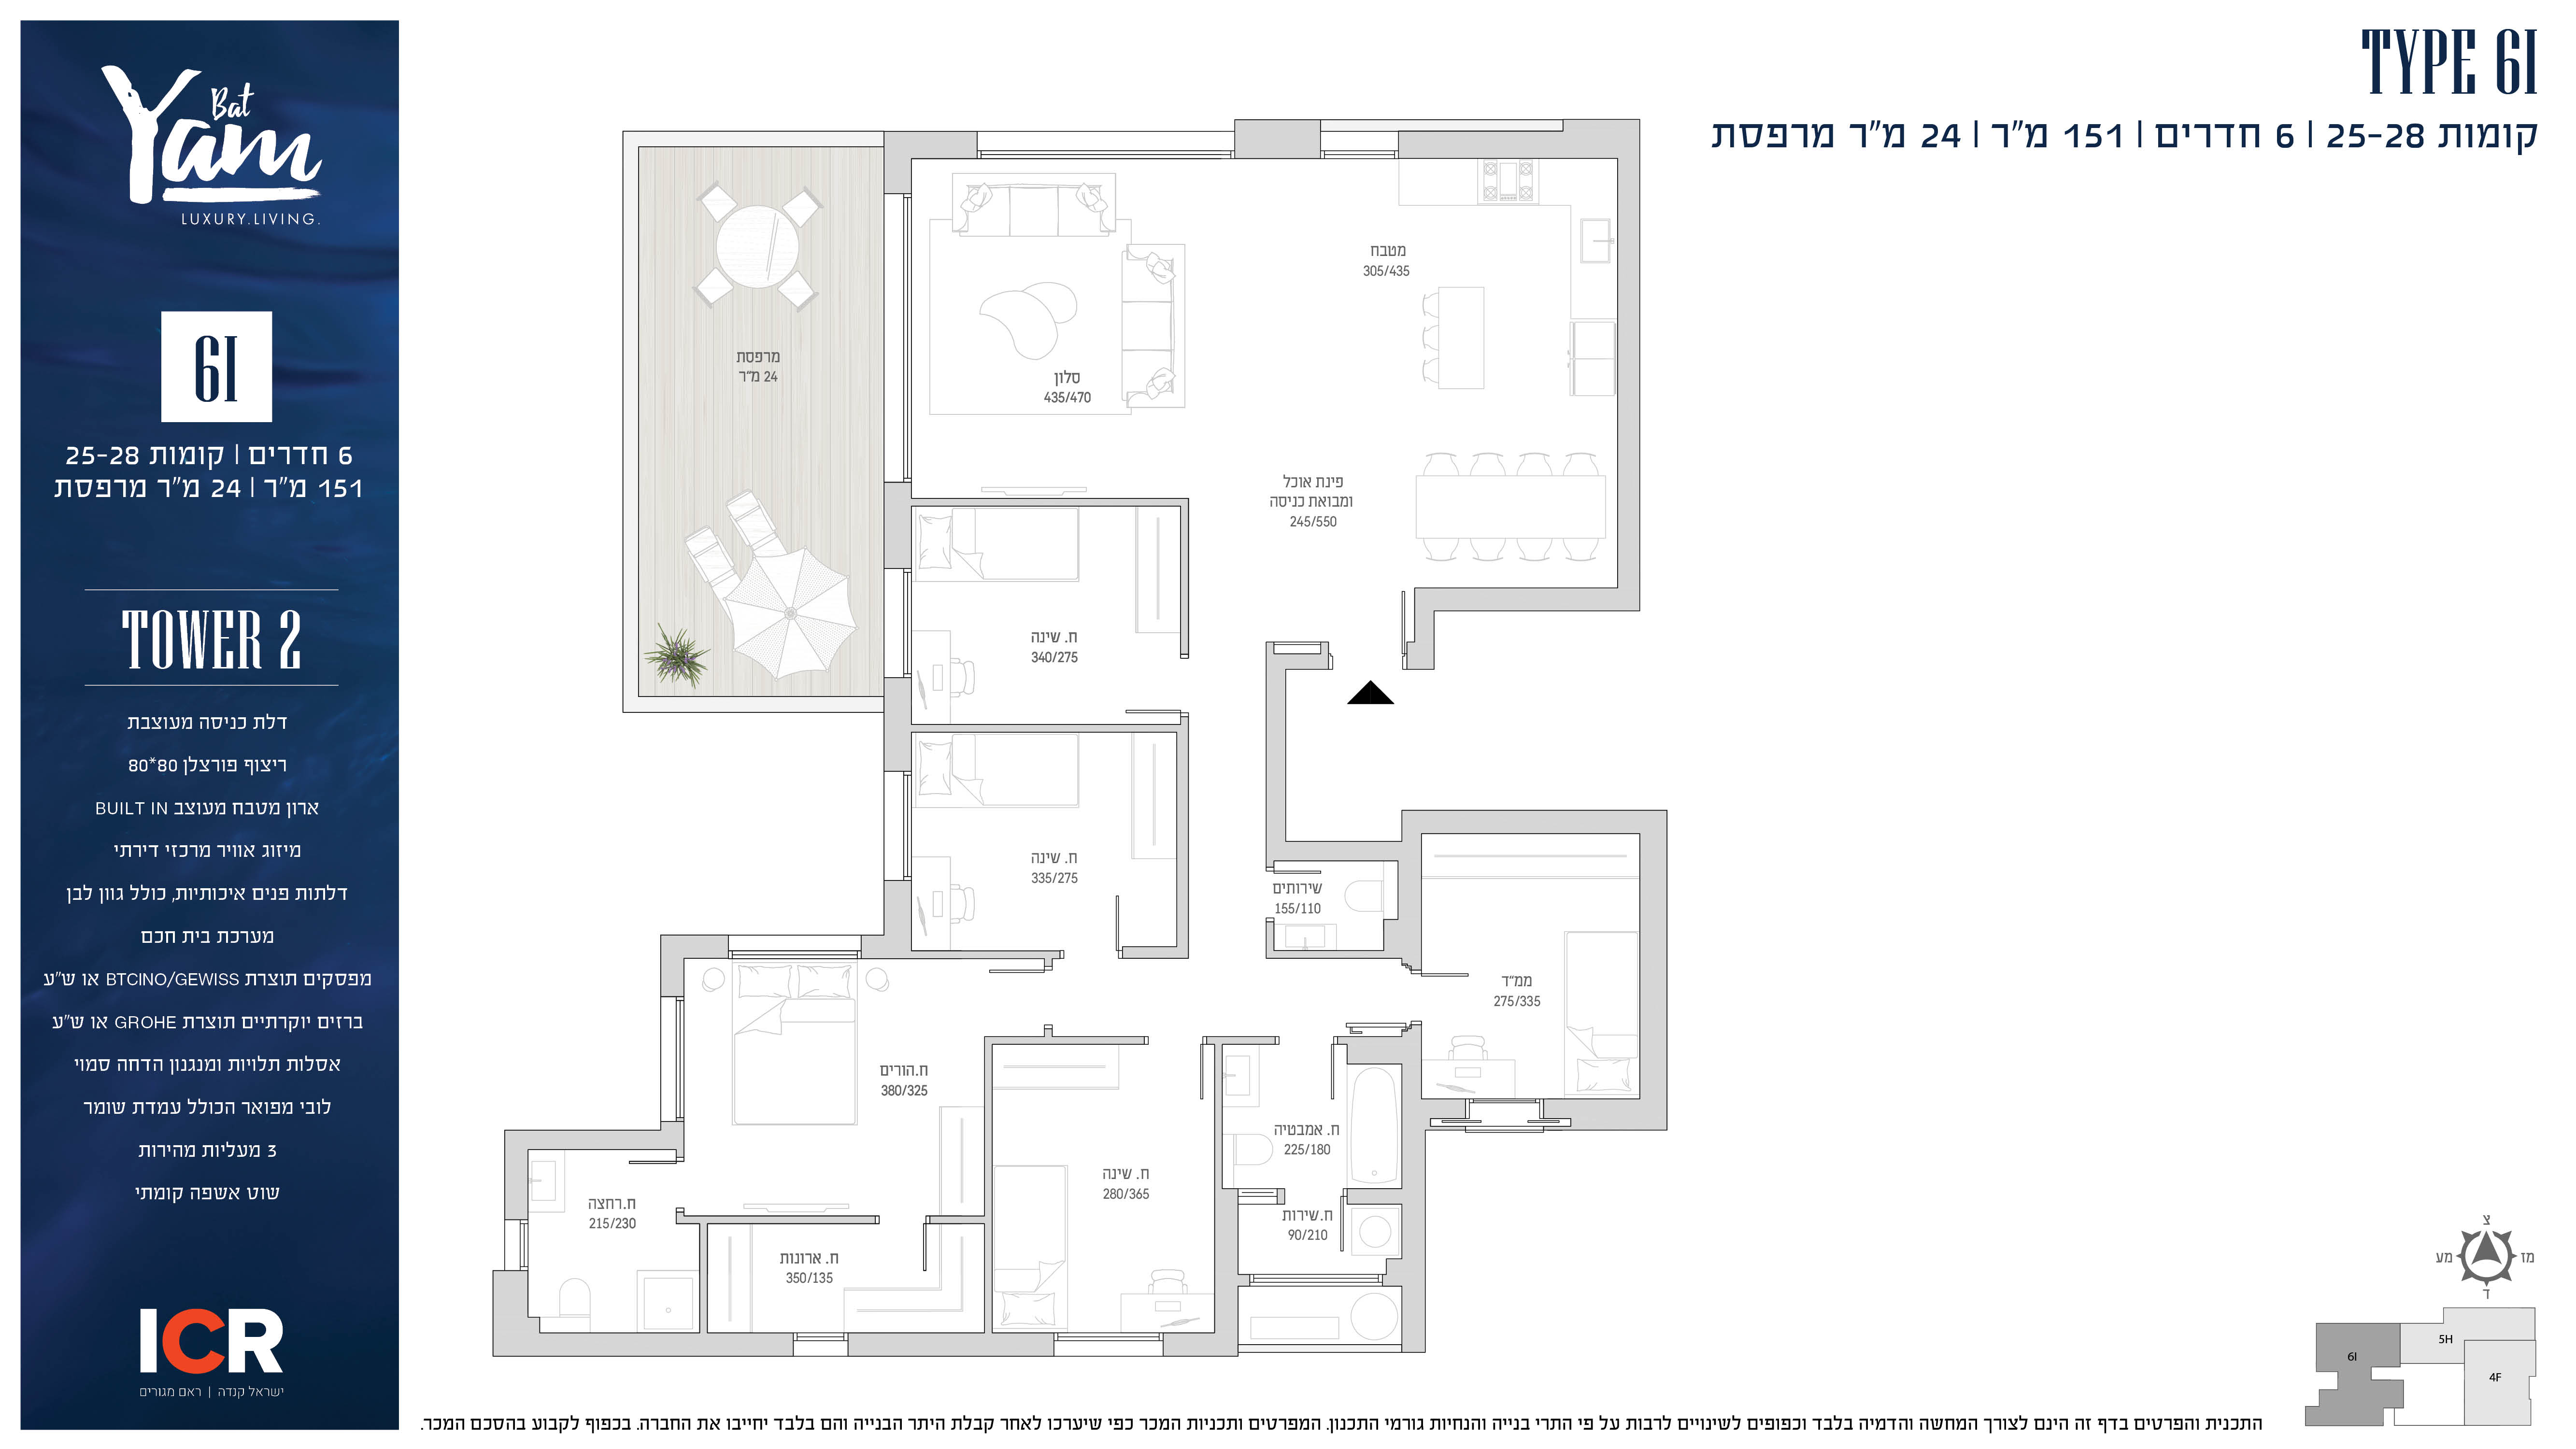 Bat
Yam
LUXURY.LIVING.
6I
6 חדרים | קומות 25-28
151 מ"ר | 24 מ"ר מרפסת
TOWER 2
דלת כניסה מעוצבת
ריצוף פורצלן 80*80
ארון מטבח מעוצב BUILT IN
מיזוג אוויר מרכזי דירתי
דלתות פנים איכותיות, כולל גוון לבן
מערכת בית חכם
מפסקים תוצרת BTCINO/GEWISS או ש"ע
ברזים יוקרתיים תוצרת GROHE או ש"ע
אסלות תלויות ומנגנון הדחה סמוי
לובי מפואר הכולל עמדת שומר
3 מעליות מהירות
שוט אשפה קומתי
ICR
ישראל קנדה | ראם מגורים
TYPE 6I
קומות 25-28 | 6 חדרים | 151 מ"ר | 24 מ"ר מרפסת
מטבח
305/435
מרפסת
24 מ"ר
סלון
435/470
פינת אוכל
ומבואת כניסה
245/550
ח. שינה
340/275
ח. שינה
335/275
שירותים
155/110
ממ"ד
275/335
ח.הורים
380/325
ח. אמבטיה
225/180
ח. שינה
280/365
ח.רחצה
215/230
ח.שירות
90/210
ח. ארונות
350/135
צ
מז
מע
ד
5H
6I
4F
התכנית והפרטים בדף זה הינם לצורך המחשה והדמיה בלבד וכפופים לשינויים לרבות על פי התרי בנייה והנחיות גורמי התכנון. המפרטים ותכניות המכר כפי שיערכו לאחר קבלת היתר הבנייה והם בלבד יחייבו את החברה. בכפוף לקבוע בהסכם המכר.